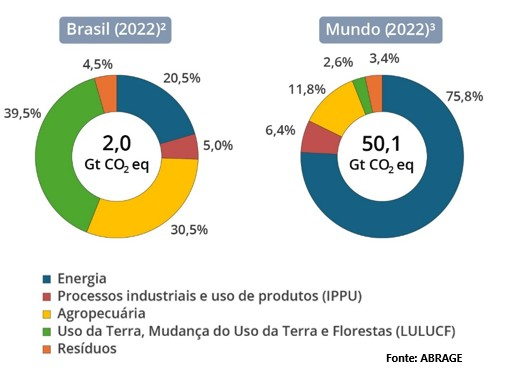 Brasil (2022)²
Mundo (2022)³
4,5%
20,5%
39,5%
5,0%
30,5%
2,0
Gt CO₂ eq
2,6%
3,4%
11,8%
75,8%
6,4%
50,1
Gt CO₂ eq
Energia
Processos industriais e uso de produtos (IPPU)
Agropecuária
Uso da Terra, Mudança do Uso da Terra e Florestas (LULUCF)
Resíduos
Fonte: ABRAGE